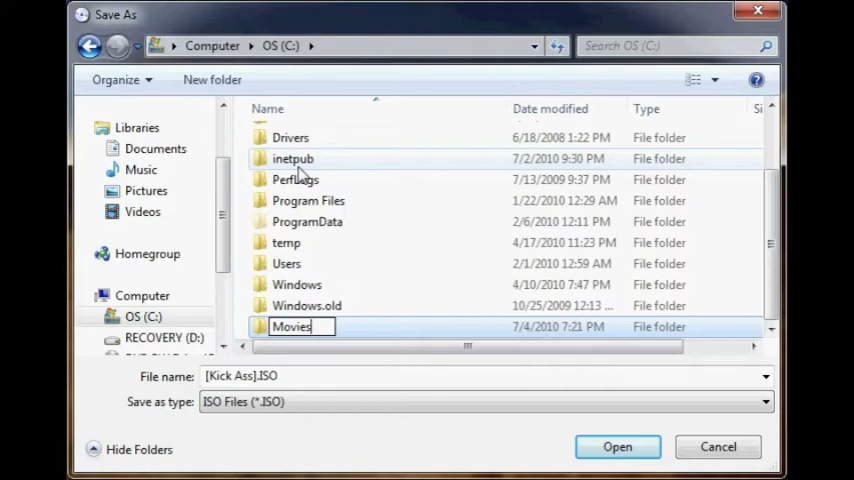 Save As
Computer OS (C:) Search OS (C:)
Organize New folder
Name Date modified Type Si
Libraries
Documents
Music
Pictures
Videos
Homegroup
Computer
OS (C:)
RECOVERY (D:)
Drivers 6/18/2008 1:22 PM File folder
inetpub 7/2/2010 9:30 PM File folder
PerfLogs 7/13/2009 9:37 PM File folder
Program Files 1/22/2010 12:29 AM File folder
ProgramData 2/6/2010 12:11 PM File folder
temp 4/17/2010 11:23 PM File folder
Users 2/1/2010 12:59 AM File folder
Windows 4/10/2010 7:47 PM File folder
Windows.old 10/25/2009 12:13 ... File folder
Movies 7/4/2010 7:21 PM File folder
File name: [Kick Ass].ISO
Save as type: ISO Files (*.ISO)
Hide Folders Open Cancel